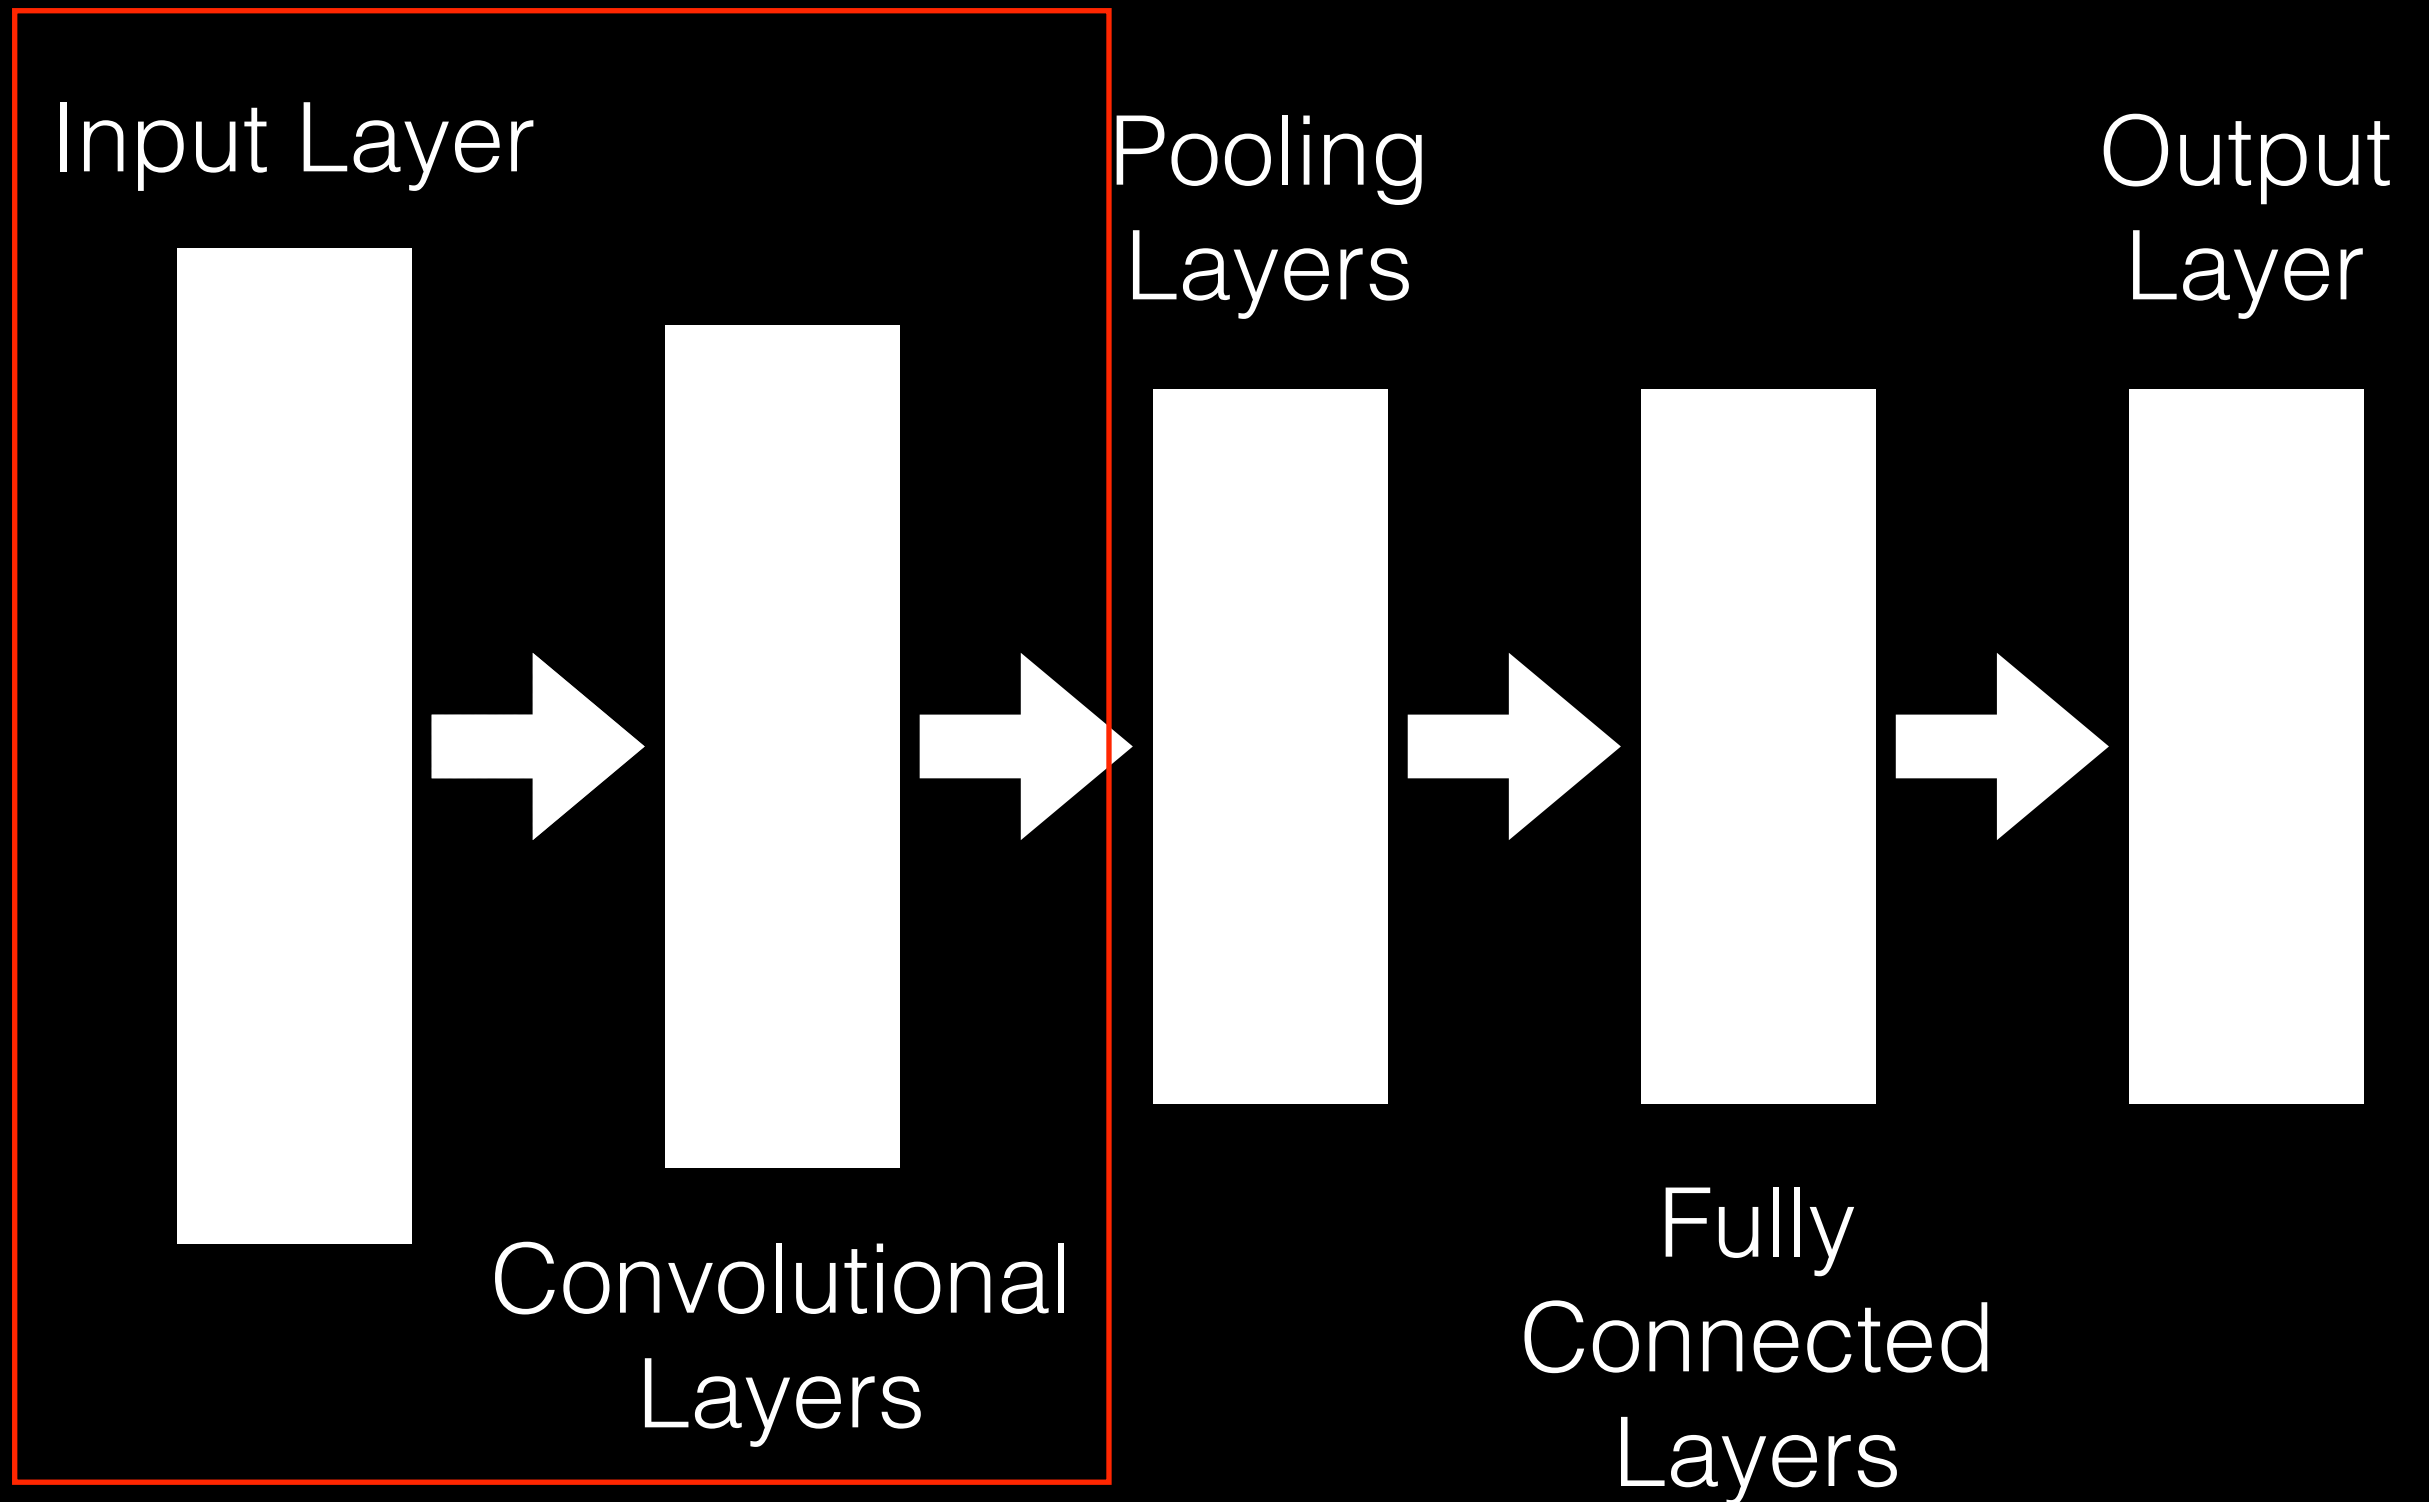 Input Layer
Convolutional
Layers
Pooling
Layers
Fully
Connected
Layers
Output
Layer